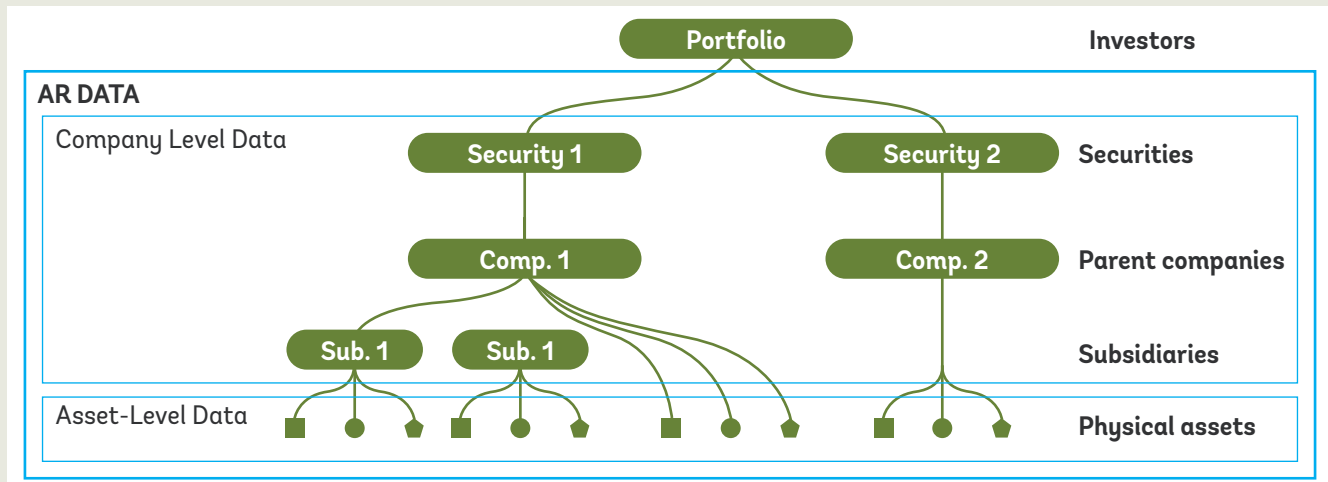 Portfolio
Investors
AR DATA
Company Level Data
Security 1
Security 2
Securities
Comp. 1
Comp. 2
Parent companies
Sub. 1
Sub. 1
Subsidiaries
Asset-Level Data
Physical assets